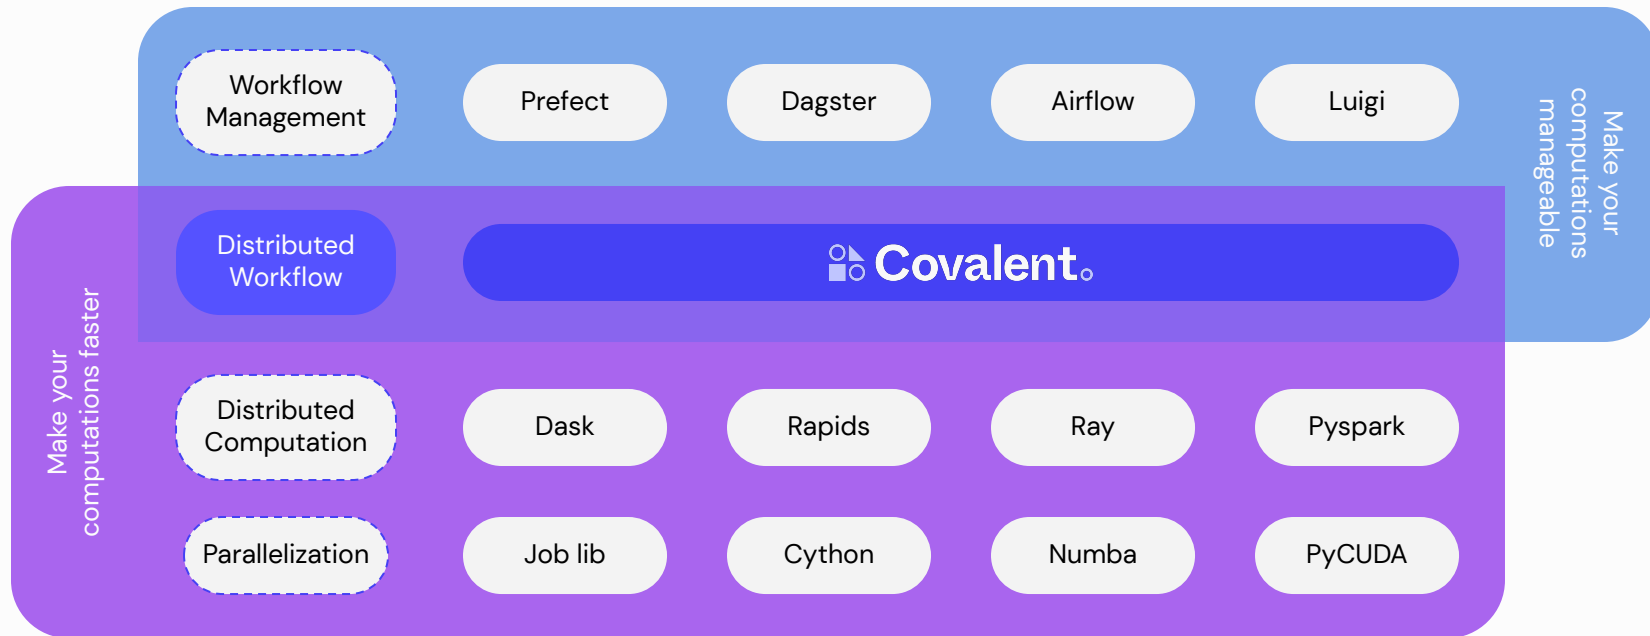 Workflow
Management
Prefect
Dagster
Airflow
Luigi
Make your
computations
manageable
Distributed
Workflow
Covalent
Make your
computations faster
Distributed
Computation
Dask
Rapids
Ray
Pyspark
Parallelization
Job lib
Cython
Numba
PyCUDA